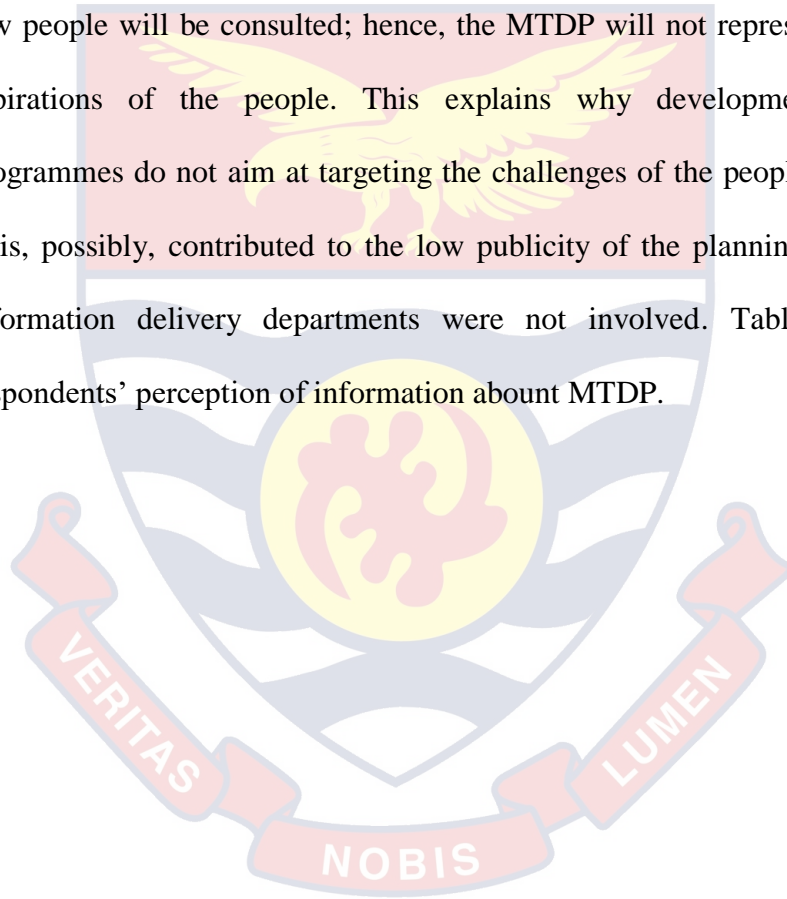 w people will be consulted; hence, the MTDP will not repres
pirations of the people. This explains why developme
ogrammes do not aim at targeting the challenges of the peopl
is, possibly, contributed to the low publicity of the plannin
formation delivery departments were not involved. Tabl
spondents’ perception of information abount MTDP.
VERITAS
NOBIS
LUMEN